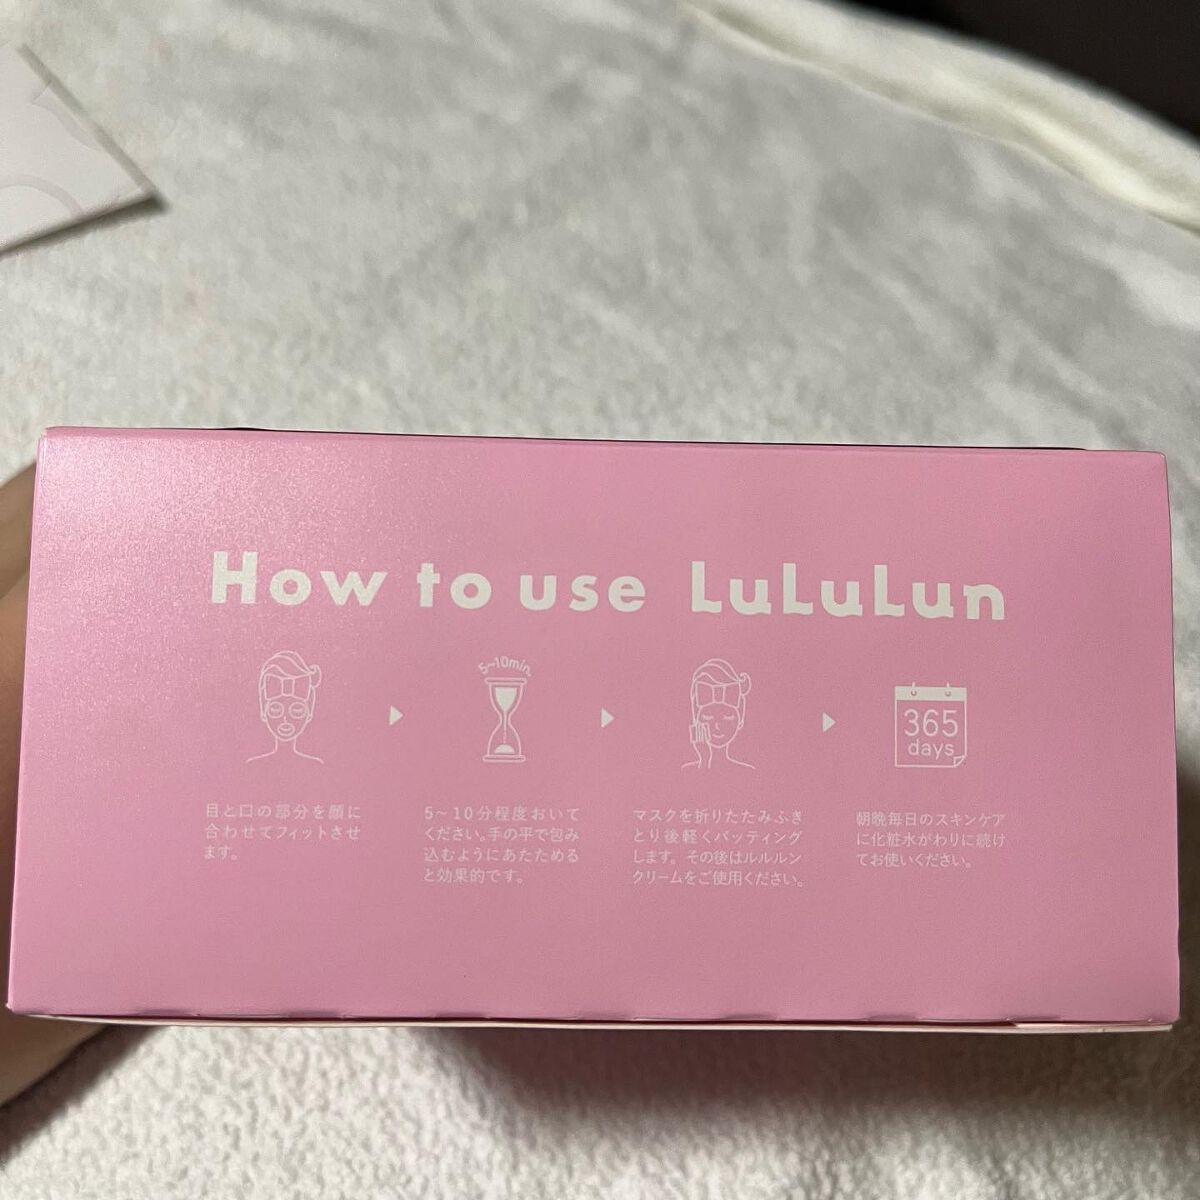 How to use LuLuLun
5~10min.
365
days
目と口の部分を顔に
合わせてフィットさせ
ます。
5〜10分程度おいて
ください。手の平で包み
込むようにあたためる
と効果的です。
マスクを折りたたみふき
とり後軽くパッティング
します。その後はルルルン
クリームをご使用ください。
朝晩毎日のスキンケア
に化粧水がわりに続け
てお使いください。